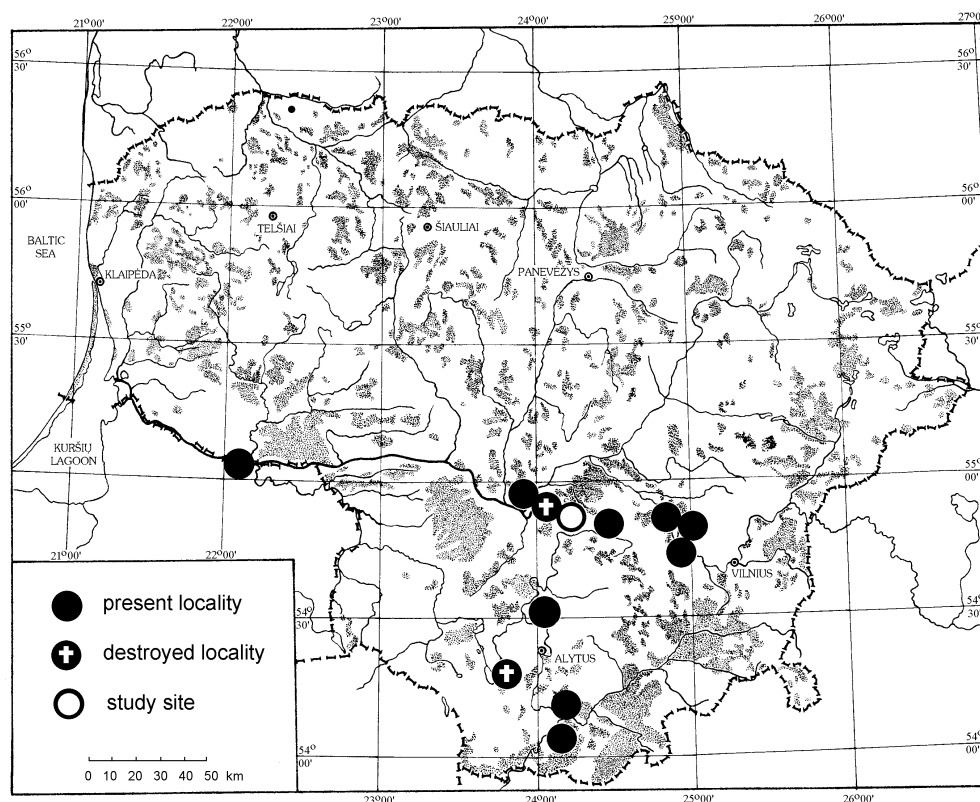 21°00' 22°00' 23°00' 24°00' 25°00' 26°00' 27°00'
56° 56°
30' 30'
56° 56°
00' 00'
TELŠIAI
ŠIAULIAI
BALTIC
SEA
KLAIPĖDA
PANEVĖŽYS
55° 55°
30' 30'
KURŠIŲ
LAGOON
55°
00'
21°00' 22°00'
VILNIUS
present locality
54° 54°
30' 30'
destroyed locality
ALYTUS
study site
54° 54°
00' 00'
0 10 20 30 40 50 km
23°00' 24°00' 25°00' 26°00'